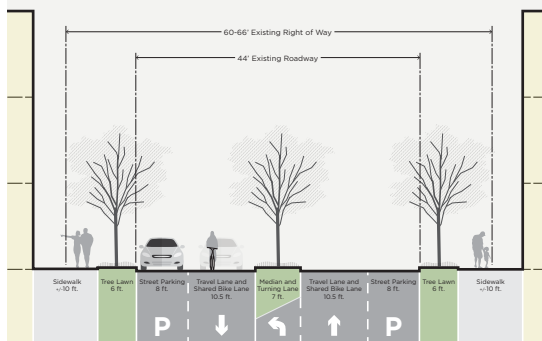 60-66' Existing Right of Way
44' Existing Roadway
Sidewalk
+/-10 ft.
Tree Lawn
6 ft.
Street Parking
8 ft.
Travel Lane and
Shared Bike Lane
10.5 ft.
Median and
Turning Lane
7 ft.
Travel Lane and
Shared Bike Lane
10.5 ft.
Street Parking
8 ft.
Tree Lawn
6 ft.
Sidewalk
+/-10 ft.
P
P